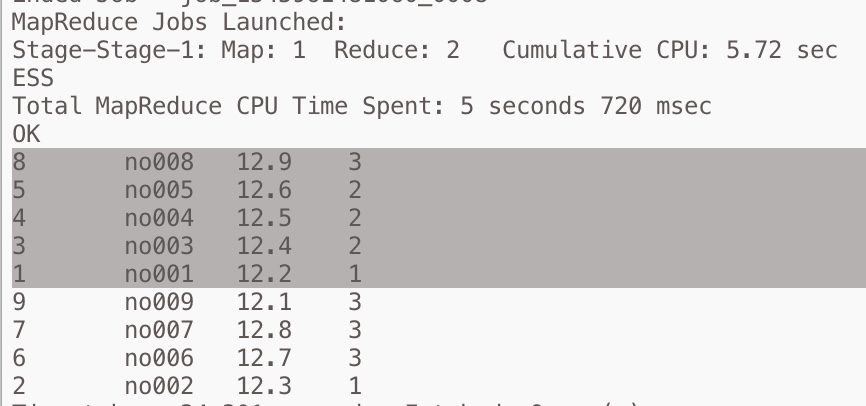 MapReduce Jobs Launched:
Stage-Stage-1: Map: 1  Reduce: 2   Cumulative CPU: 5.72 sec
ESS
Total MapReduce CPU Time Spent: 5 seconds 720 msec
OK
8       no008   12.9    3
5       no005   12.6    2
4       no004   12.5    2
3       no003   12.4    2
1       no001   12.2    1
9       no009   12.1    3
7       no007   12.8    3
6       no006   12.7    3
2       no002   12.3    1